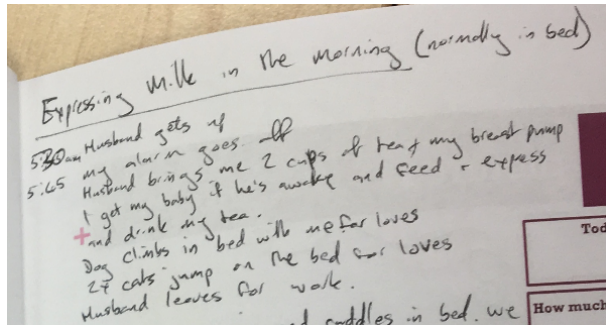 Expressing milk in the morning (normally in bed)
5:30am Husband gets up
my alarm goes off
5:45 Husband brings me 2 cups of tea + my breast pump
I get my baby if he's awake and feed + express
+ and drink my tea.
Dog climbs in bed with me for loves
2 cats jump on the bed for loves
Husband leaves for work.
cuddles in bed. we
Tod
How much